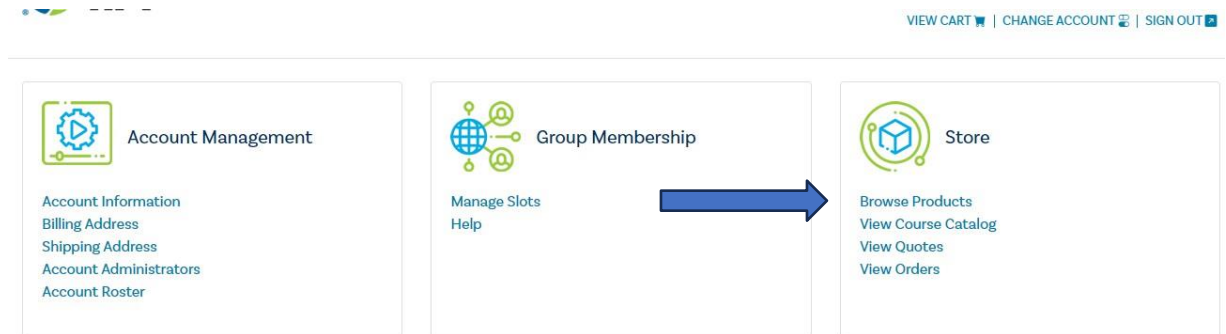 VIEW CART | CHANGE ACCOUNT | SIGN OUT
Account Management
Account Information
Billing Address
Shipping Address
Account Administrators
Account Roster
Group Membership
Manage Slots
Help
Store
Browse Products
View Course Catalog
View Quotes
View Orders